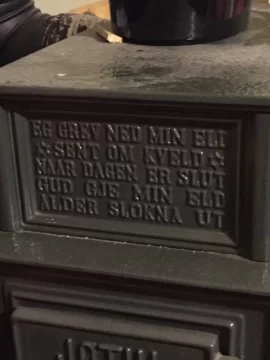 EG GREV NED MIN ELD
☆SENT OM KVELD☆
NAAR DAGEN ER SLUT
GUD GJE MIN ELD
ALDER SLOKNA UT
JØTUL